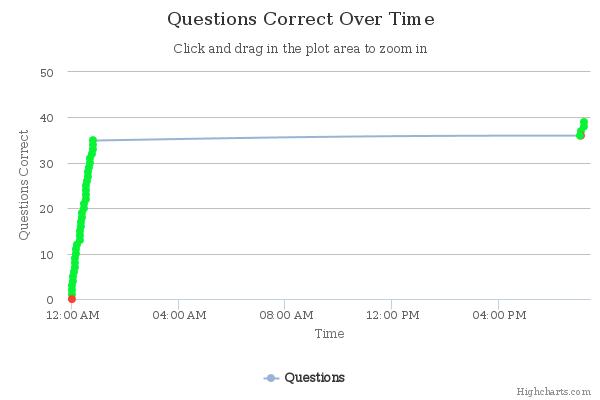 Questions Correct Over Time
Click and drag in the plot area to zoom in
Questions Correct
50
40
30
20
10
0
12:00 AM
04:00 AM
08:00 AM
12:00 PM
04:00 PM
Time
Questions
Highcharts.com